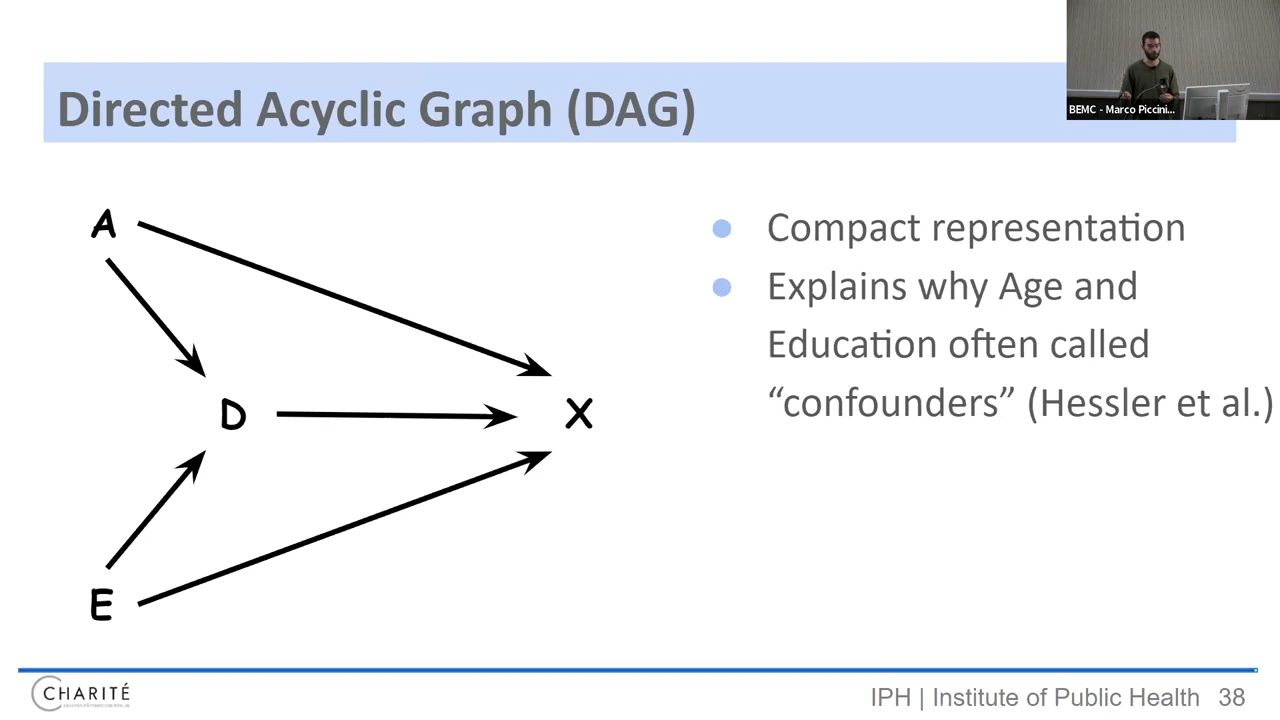 Directed Acyclic Graph (DAG)
BEMC - Marco Piccini...
A
D
X
E
Compact representation
Explains why Age and
Education often called
“confounders” (Hessler et al.)
CHARITÉ
IPH | Institute of Public Health 38